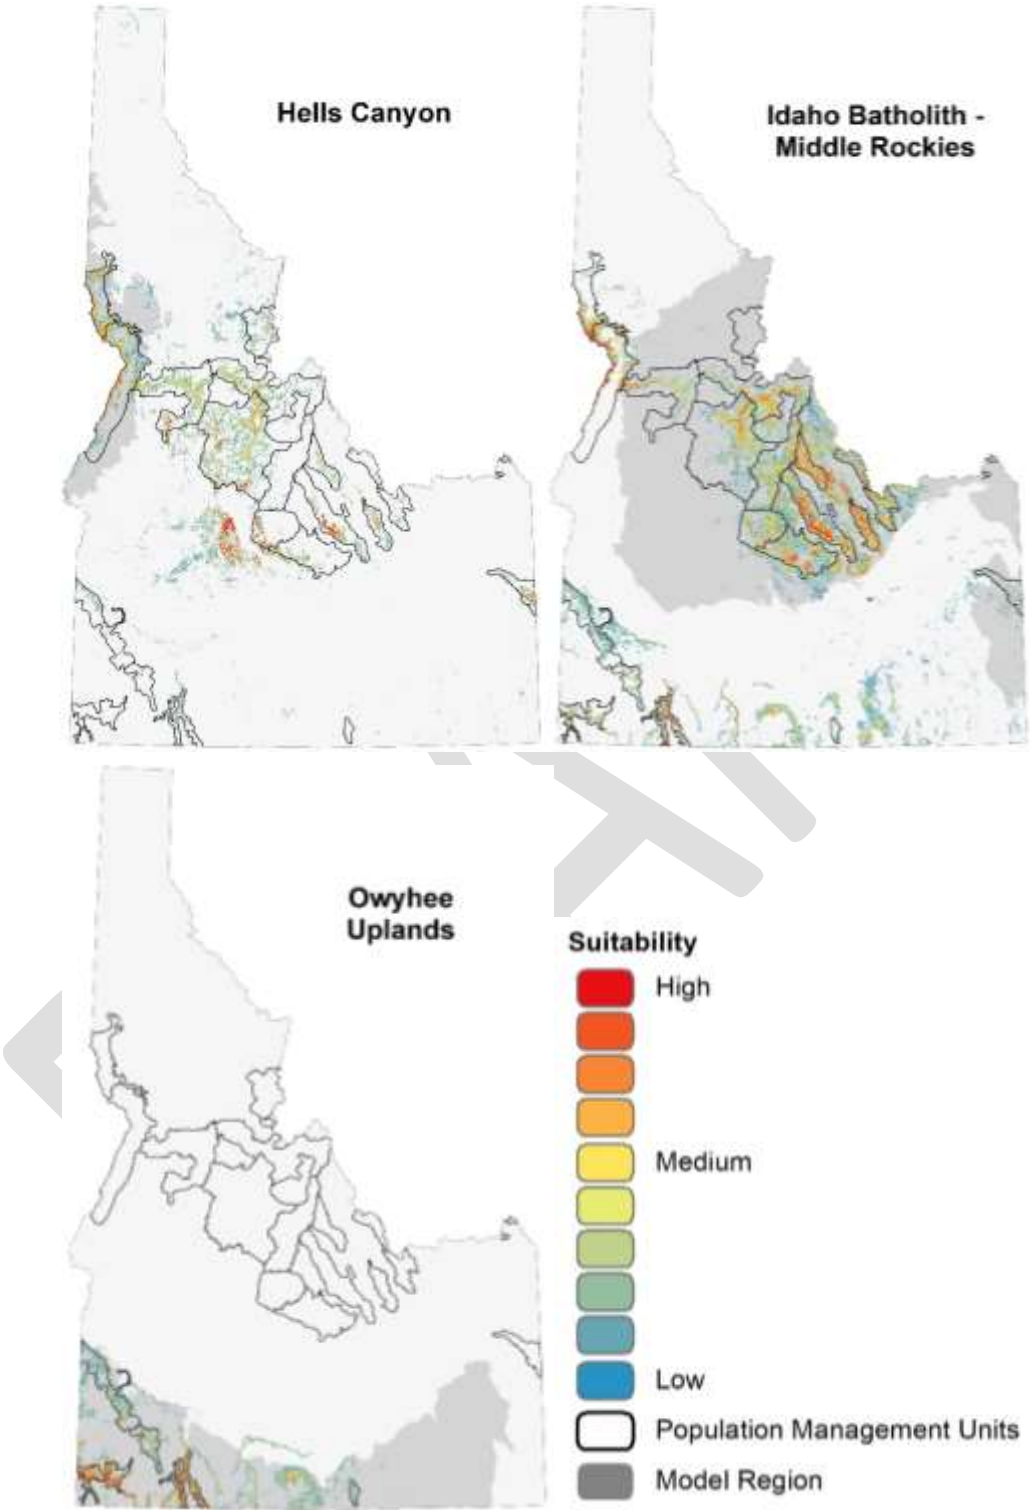 Hells Canyon
Idaho Batholith -
Middle Rockies
Owyhee
Uplands
Suitability
High
Medium
Low
Population Management Units
Model Region